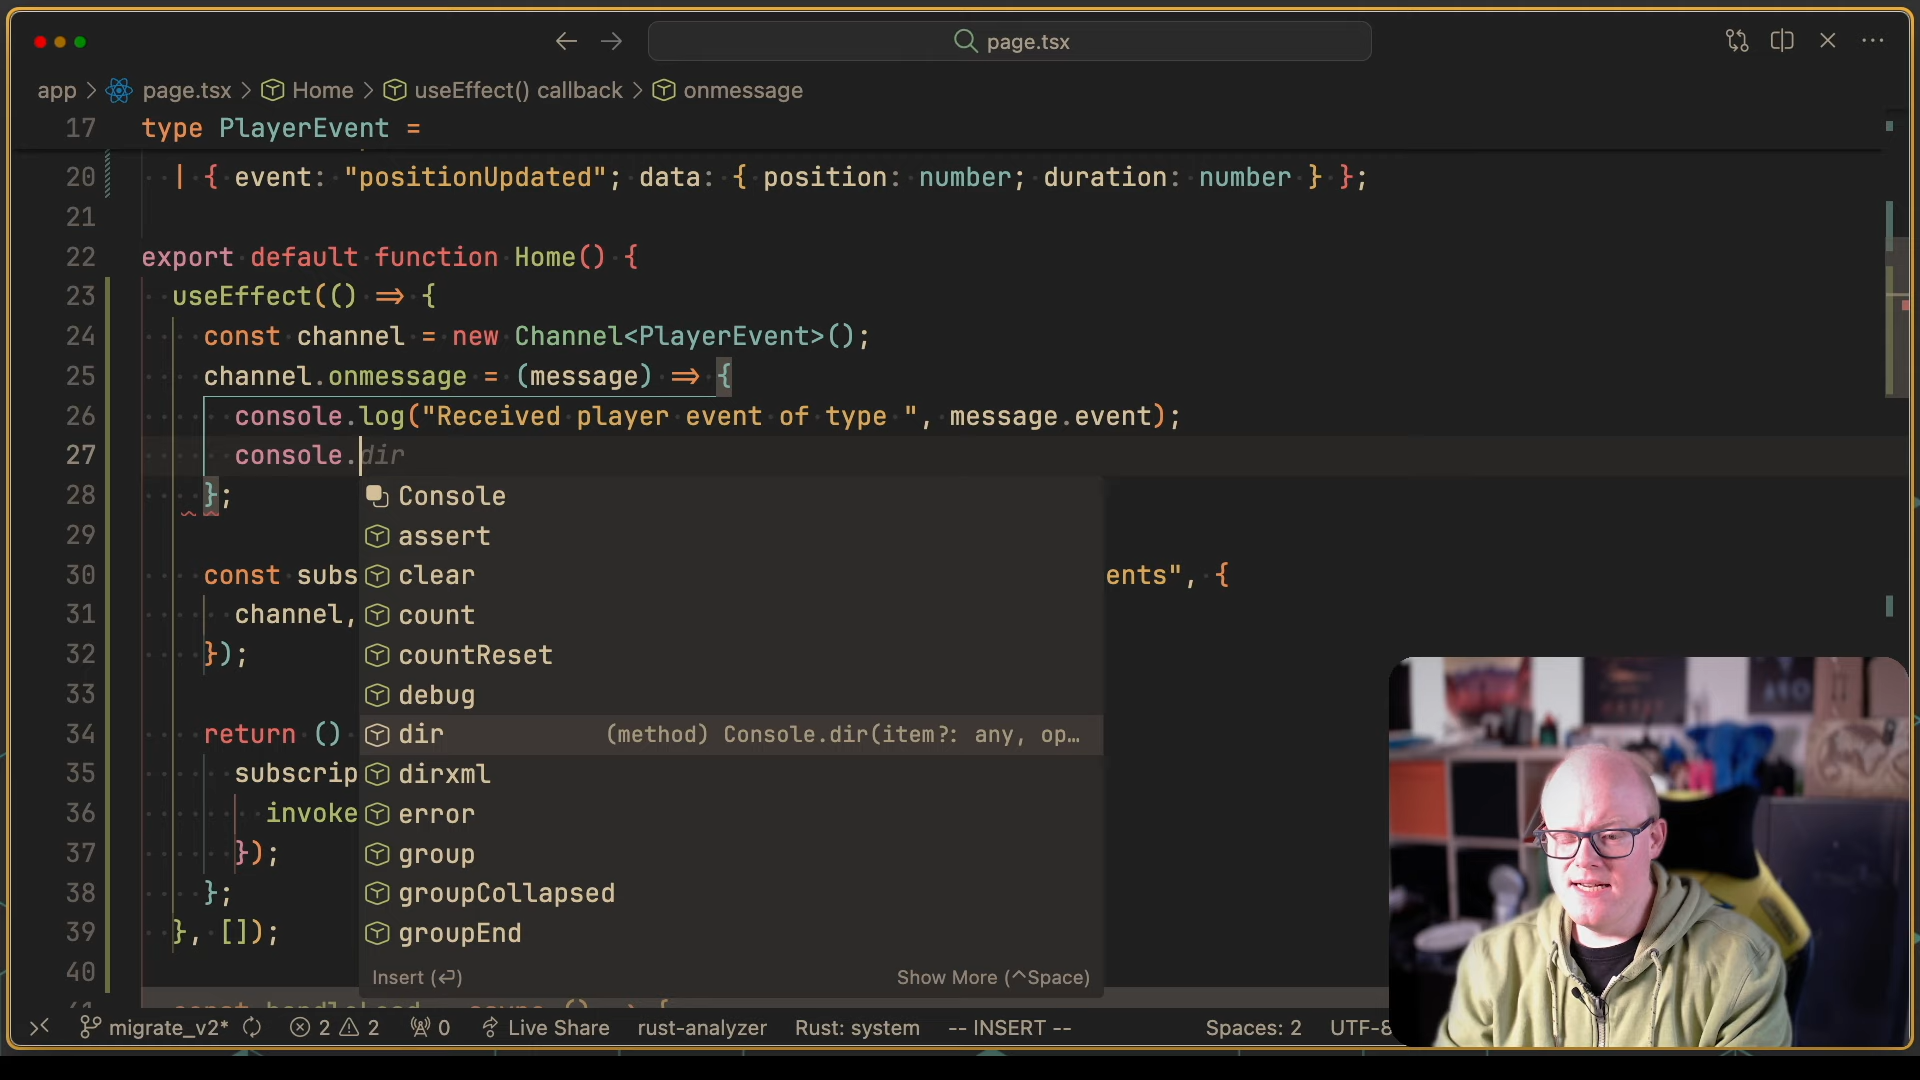 page.tsx
app > page.tsx > Home > useEffect() callback > onmessage
17 type PlayerEvent =
20 | { event: "positionUpdated"; data: { position: number; duration: number } };
21
22 export default function Home() {
23 useEffect(() => {
24 const channel = new Channel<PlayerEvent>();
25 channel.onmessage = (message) => {
26 console.log("Received player event of type ", message.event);
27 console.dir
28 };
29
30 const subs ents", {
31 channel,
32 });
33
34 return ()
35 subscrip
36 invoke
37 });
38 };
39 }, []);
40
Console
assert
clear
count
countReset
debug
dir (method) Console.dir(item?: any, op…
dirxml
error
group
groupCollapsed
groupEnd
Insert (⏎) Show More (^Space)
migrate_v2* 2 2 0 Live Share rust-analyzer Rust: system -- INSERT -- Spaces: 2 UTF-8